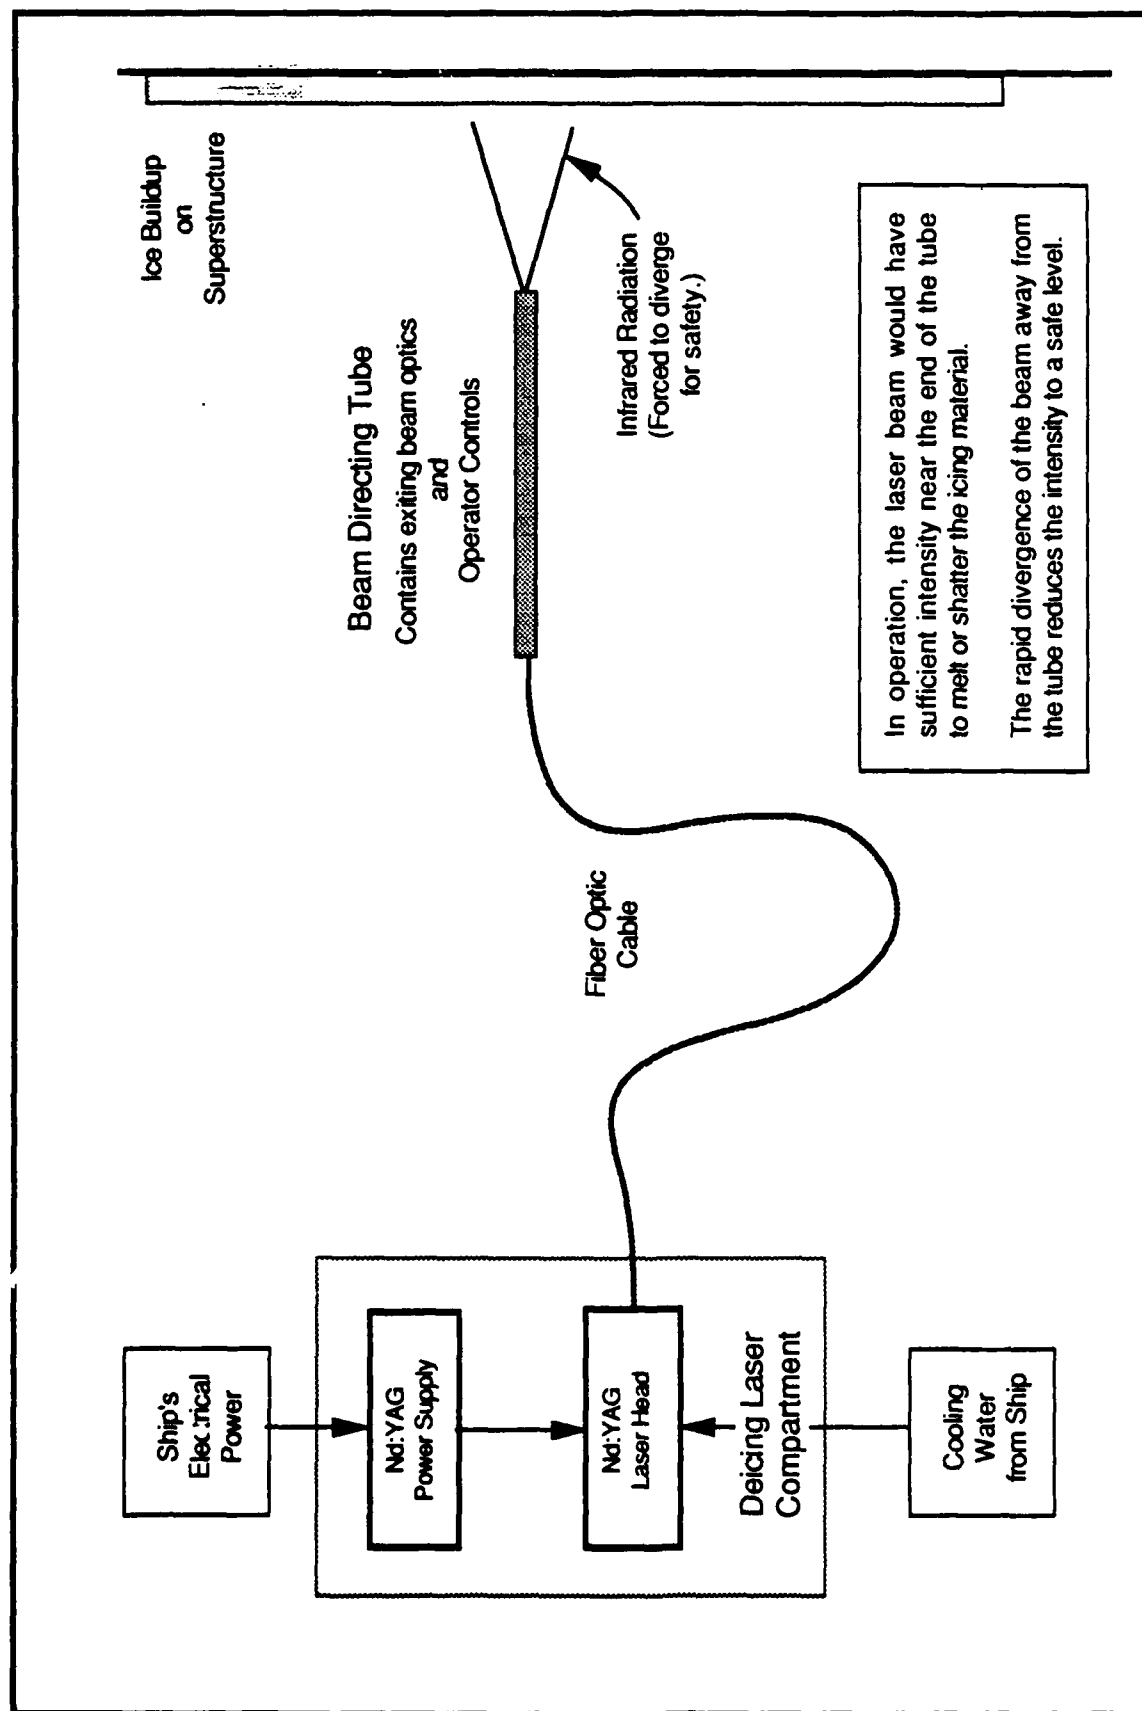 Ship's
Electrical
Power
Nd:YAG
Power Supply
Nd:YAG
Laser Head
Deicing Laser
Compartment
Cooling
Water
from Ship
Fiber Optic
Cable
Beam Directing Tube
Contains exiting beam optics
and
Operator Controls
Infrared Radiation
(Forced to diverge
for safety.)
Ice Buildup
on
Superstructure
In operation, the laser beam would have
sufficient intensity near the end of the tube
to melt or shatter the icing material.
The rapid divergence of the beam away from
the tube reduces the intensity to a safe level.